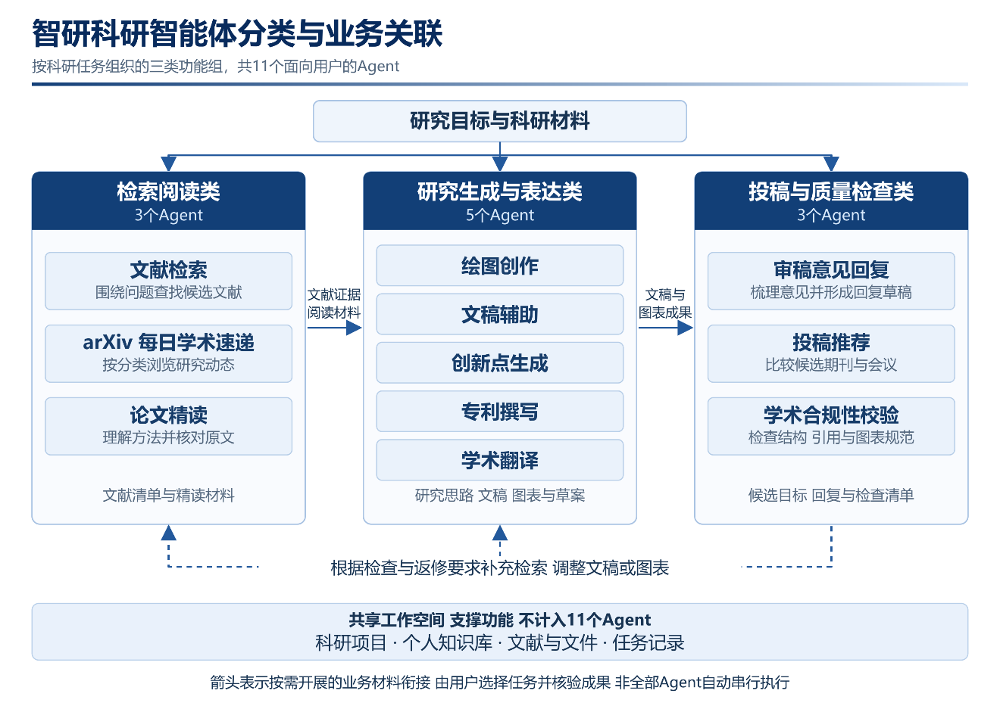 智研科研智能体分类与业务关联
按科研任务组织的三类功能组，共11个面向用户的Agent
研究目标与科研材料
检索阅读类
3个Agent
文献检索
围绕问题查找候选文献
arXiv 每日学术速递
按分类浏览研究动态
论文精读
理解方法并核对原文
文献清单与精读材料
文献证据
阅读材料
研究生成与表达类
5个Agent
绘图创作
文稿辅助
创新点生成
专利撰写
学术翻译
研究思路 文稿 图表与草案
文稿与
图表成果
投稿与质量检查类
3个Agent
审稿意见回复
梳理意见并形成回复草稿
投稿推荐
比较候选期刊与会议
学术合规性校验
检查结构 引用与图表规范
候选目标 回复与检查清单
根据检查与返修要求补充检索 调整文稿或图表
共享工作空间 支撑功能 不计入11个Agent
科研项目 · 个人知识库 · 文献与文件 · 任务记录
箭头表示按需开展的业务材料衔接 由用户选择任务并核验成果 非全部Agent自动串行执行